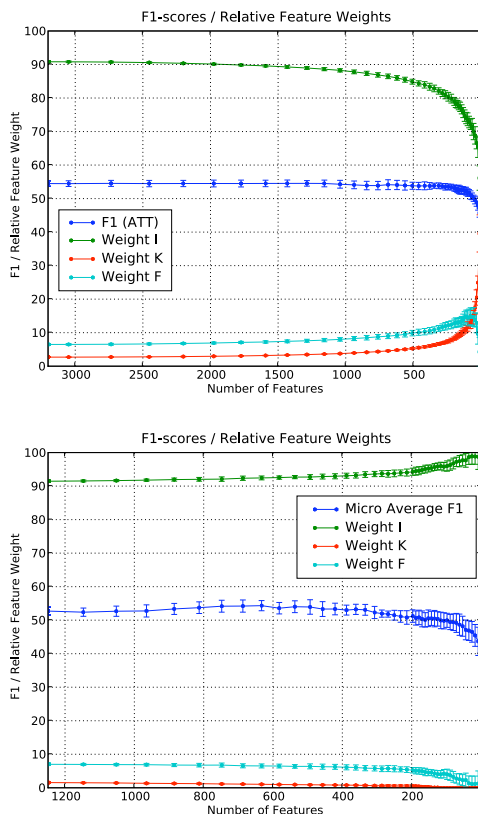 F1-scores / Relative Feature Weights
100
90
80
70
60
50
40
30
20
10
0
F1 / Relative Feature Weight
F1 (ATT)
Weight I
Weight K
Weight F
3000 2500 2000 1500 1000 500
Number of Features
F1-scores / Relative Feature Weights
100
90
80
70
60
50
40
30
20
10
0
F1 / Relative Feature Weight
Micro Average F1
Weight I
Weight K
Weight F
1200 1000 800 600 400 200
Number of Features